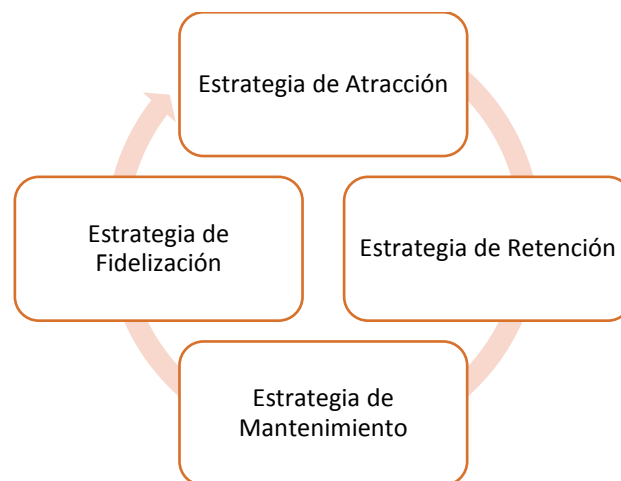 Estrategia de Atracción
Estrategia de Retención
Estrategia de
Mantenimiento
Estrategia de
Fidelización